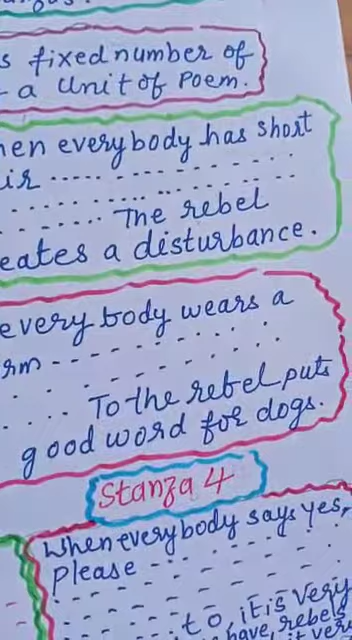 s fixed number of
a Unit of Poem.
hen everybody has short
ir ..............
......... The rebel
eates a disturbance.
every body wears a
rm - - - - - - - - -
.... To the rebel puts
good word for dogs.
Stanza 4
When everybody says yes,
Please - - - - - -
to, it is very
have rebels